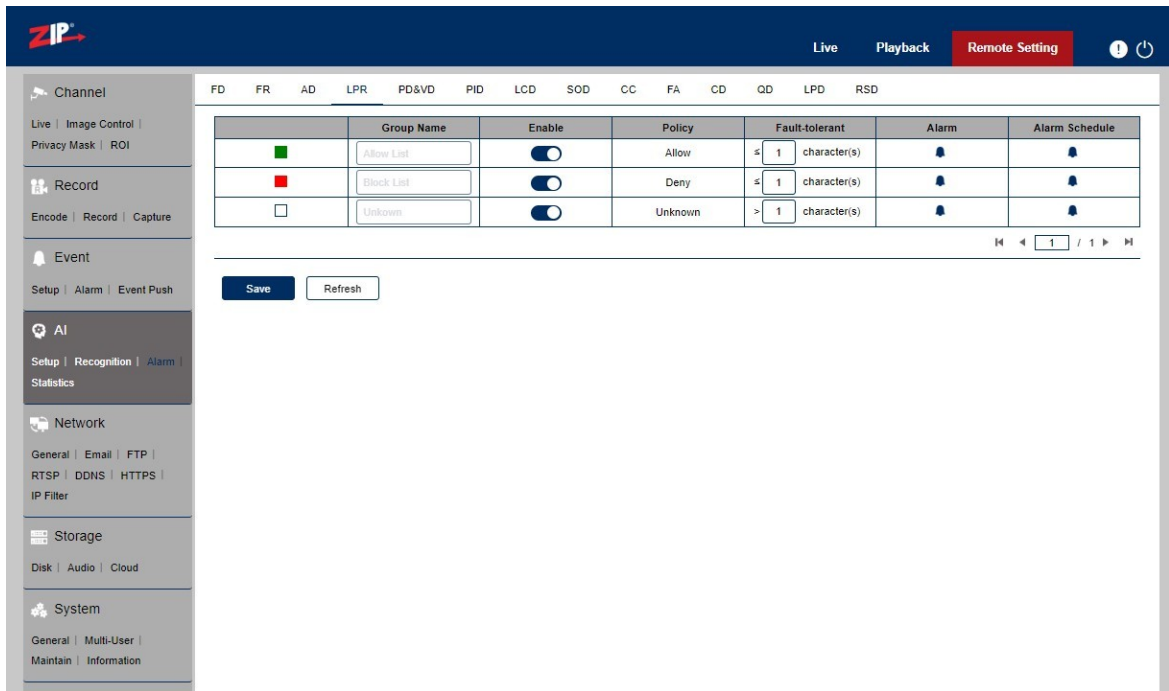 ZIP
Live Playback Remote Setting
Channel
Live | Image Control |
Privacy Mask | ROI
Record
Encode | Record | Capture
Event
Setup | Alarm | Event Push
AI
Setup | Recognition | Alarm |
Statistics
Network
General | Email | FTP |
RTSP | DDNS | HTTPS |
IP Filter
Storage
Disk | Audio | Cloud
System
General | Multi-User |
Maintain | Information
FD FR AD LPR PD&VD PID LCD SOD CC FA CD QD LPD RSD
Group Name Enable Policy Fault-tolerant Alarm Alarm Schedule
Allow List Allow ≤ 1 character(s)
Block List Deny ≤ 1 character(s)
Unkown Unknown > 1 character(s)
1 / 1
Save Refresh